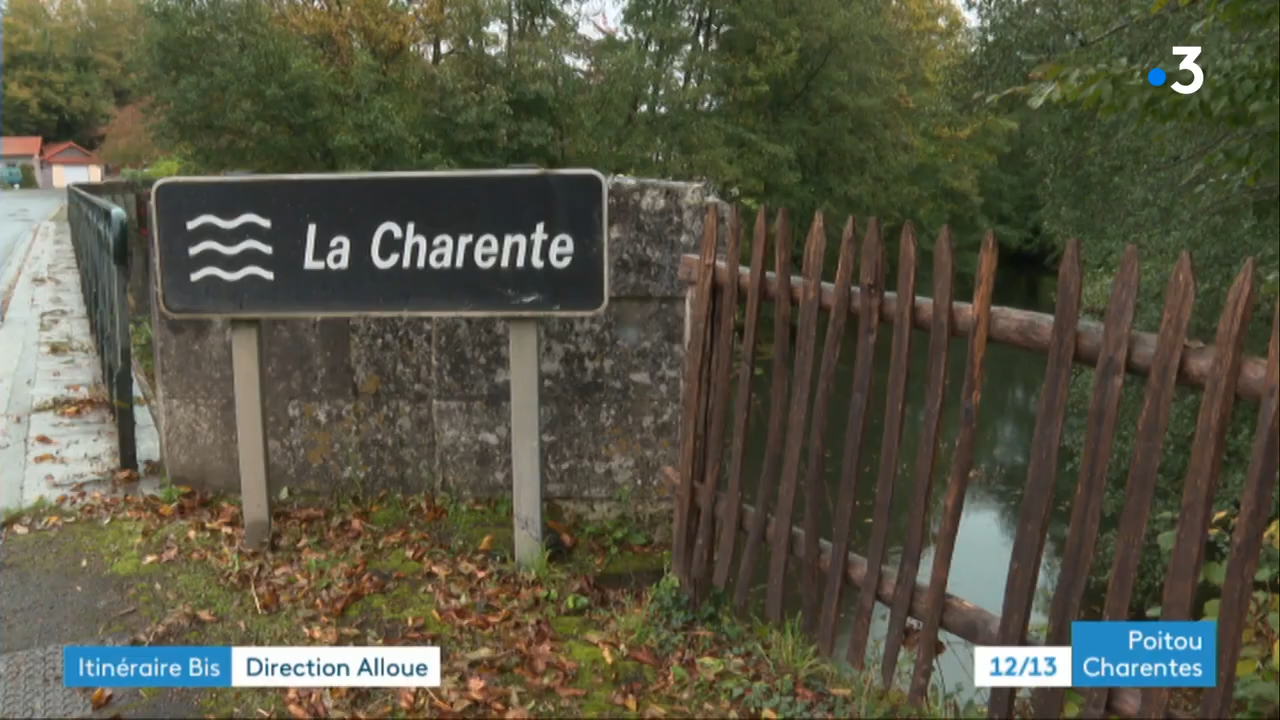 3
La Charente
Itinéraire Bis Direction Alloue
12/13 Poitou
Charentes